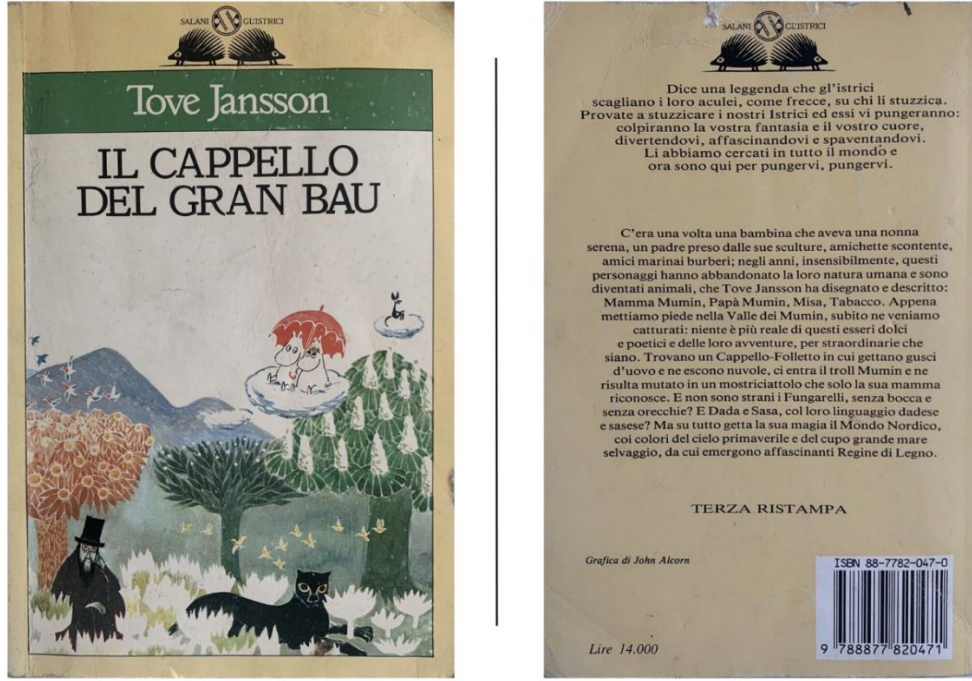 SALANI GL'ISTRICI
Tove Jansson
IL CAPPELLO
DEL GRAN BAU
SALANI GL'ISTRICI
Dice una leggenda che gl'istrici
scagliano i loro aculei, come frecce, su chi li stuzzica.
Provate a stuzzicare i nostri Istrici ed essi vi pungeranno:
colpiranno la vostra fantasia e il vostro cuore,
divertendovi, affascinandovi e spaventandovi.
Li abbiamo cercati in tutto il mondo e
ora sono qui per pungervi, pungervi.
C'era una volta una bambina che aveva una nonna
serena, un padre preso dalle sue sculture, amichette scontente,
amici marinai burberi; negli anni, insensibilmente, questi
personaggi hanno abbandonato la loro natura umana e sono
diventati animali, che Tove Jansson ha disegnato e descritto:
Mamma Mumin, Papà Mumin, Misa, Tabacco. Appena
mettiamo piede nella Valle dei Mumin, subito ne veniamo
catturati: niente è più reale di questi esseri dolci
e poetici e delle loro avventure, per straordinarie che
siano. Trovano un Cappello-Folletto in cui gettano gusci
d'uovo e ne escono nuvole, ci entra il troll Mumin e ne
risulta mutato in un mostriciattolo che solo la sua mamma
riconosce. E non sono strani i Fungarelli, senza bocca e
senza orecchie? E Dada e Sasa, col loro linguaggio dadese
e sasese? Ma su tutto getta la sua magia il Mondo Nordico,
coi colori del cielo primaverile e del cupo grande mare
selvaggio, da cui emergono affascinanti Regine di Legno.
TERZA RISTAMPA
Grafica di John Alcorn
ISBN 88-7782-047-0
Lire 14.000
9 788877 820471